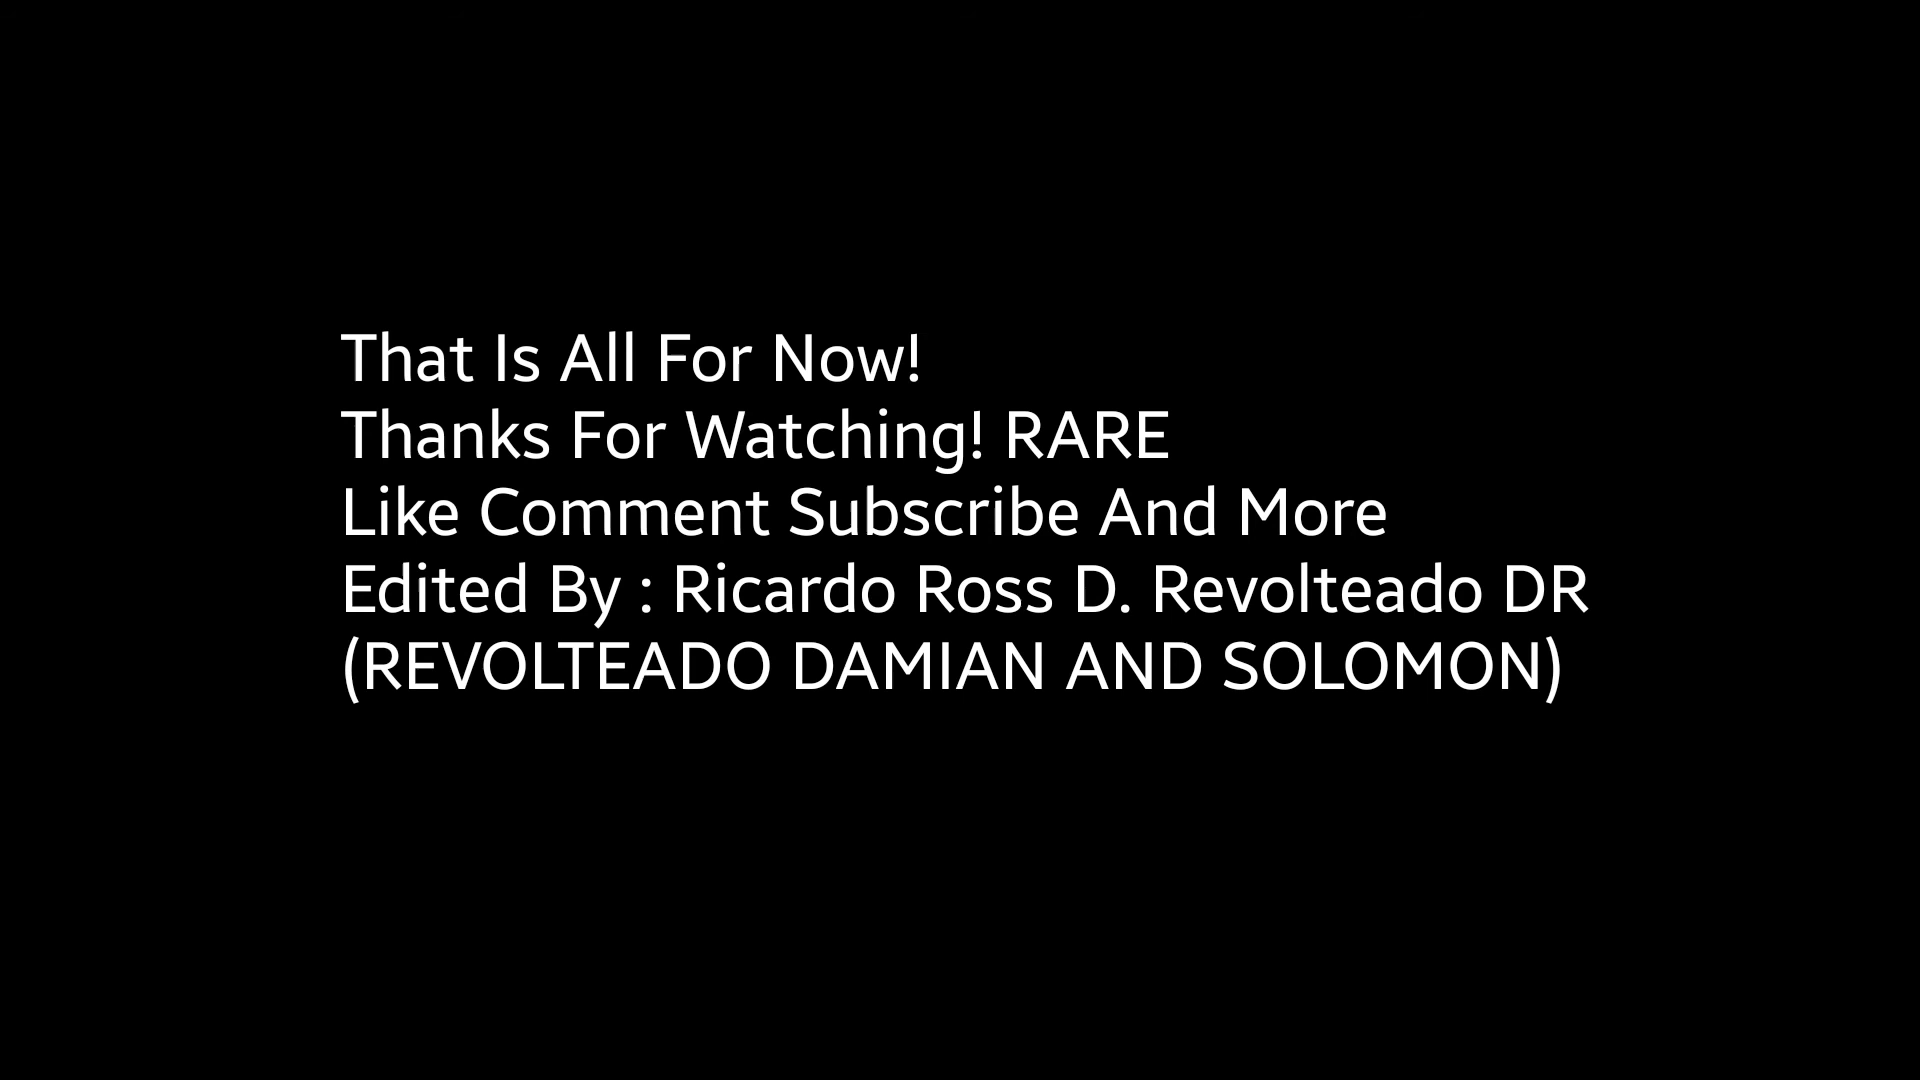 That Is All For Now!
Thanks For Watching! RARE
Like Comment Subscribe And More
Edited By : Ricardo Ross D. Revolteado DR
(REVOLTEADO DAMIAN AND SOLOMON)